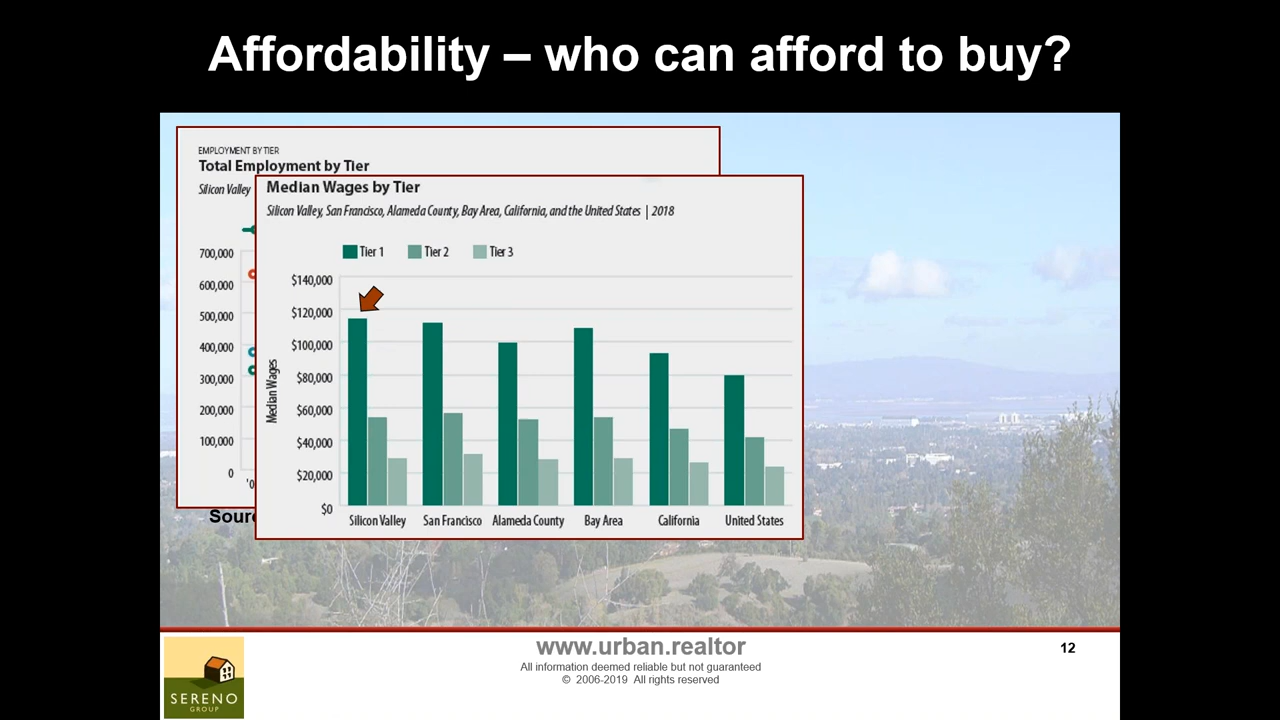 Affordability – who can afford to buy?
EMPLOYMENT BY TIER
Total Employment by Tier
Silicon Valley
700,000
600,000
500,000
400,000
300,000
200,000
100,000
0
'0
Sour
Median Wages by Tier
Silicon Valley, San Francisco, Alameda County, Bay Area, California, and the United States | 2018
Tier 1 Tier 2 Tier 3
Median Wages
$140,000
$120,000
$100,000
$80,000
$60,000
$40,000
$20,000
$0
Silicon Valley San Francisco Alameda County Bay Area California United States
SERENO
GROUP
www.urban.realtor
All information deemed reliable but not guaranteed
© 2006-2019 All rights reserved
12